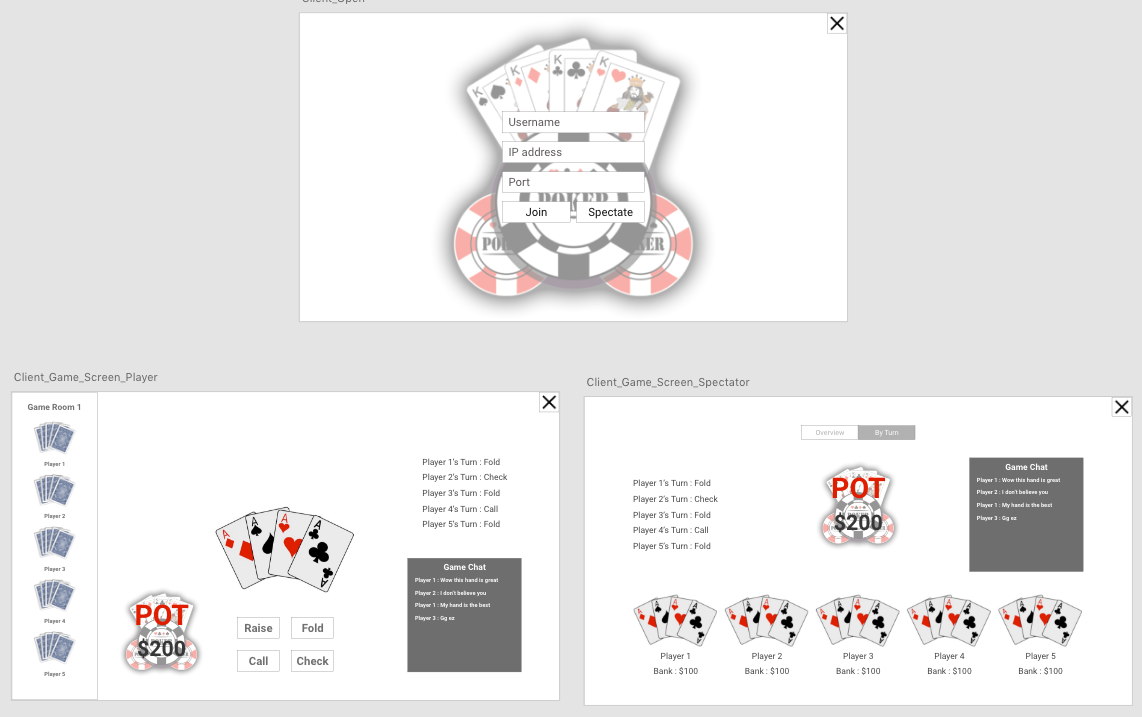 Client_Open
Username
IP address
Port
Join Spectate
Client_Game_Screen_Player
Game Room 1
Player 1
Player 2
Player 3
Player 4
Player 5
Player 1's Turn : Fold
Player 2's Turn : Check
Player 3's Turn : Fold
Player 4's Turn : Call
Player 5's Turn : Fold
POT
$200
Raise Fold
Call Check
Game Chat
Player 1 : Wow this hand is great
Player 2 : I don't believe you
Player 1 : My hand is the best
Player 3 : Gg ez
Client_Game_Screen_Spectator
Overview By Turn
Player 1's Turn : Fold
Player 2's Turn : Check
Player 3's Turn : Fold
Player 4's Turn : Call
Player 5's Turn : Fold
POT
$200
Game Chat
Player 1 : Wow this hand is great
Player 2 : I don't believe you
Player 1 : My hand is the best
Player 3 : Gg ez
Player 1 Player 2 Player 3 Player 4 Player 5
Bank : $100 Bank : $100 Bank : $100 Bank : $100 Bank : $100